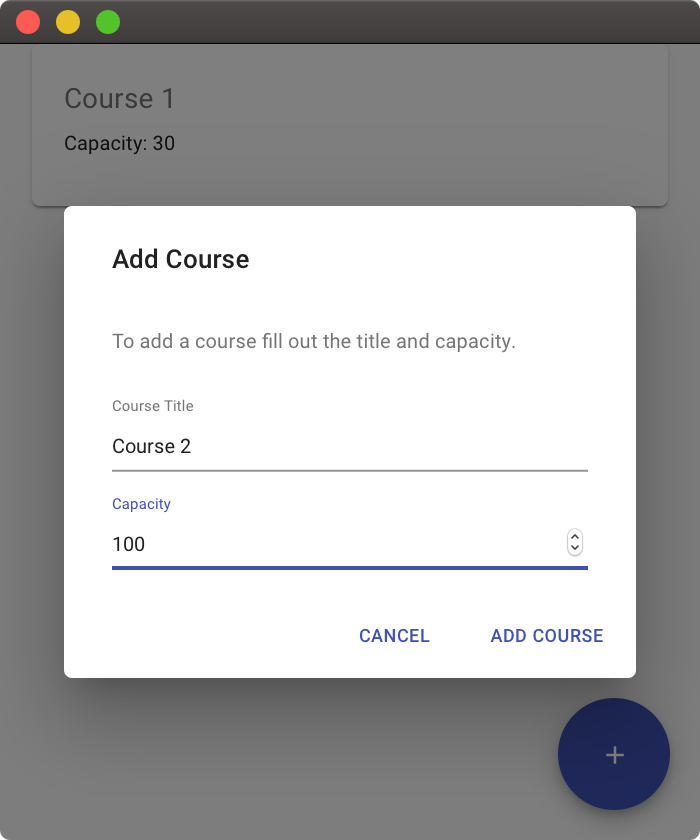 Course 1
Capacity: 30
Add Course
To add a course fill out the title and capacity.
Course Title
Course 2
Capacity
100
CANCEL ADD COURSE
+